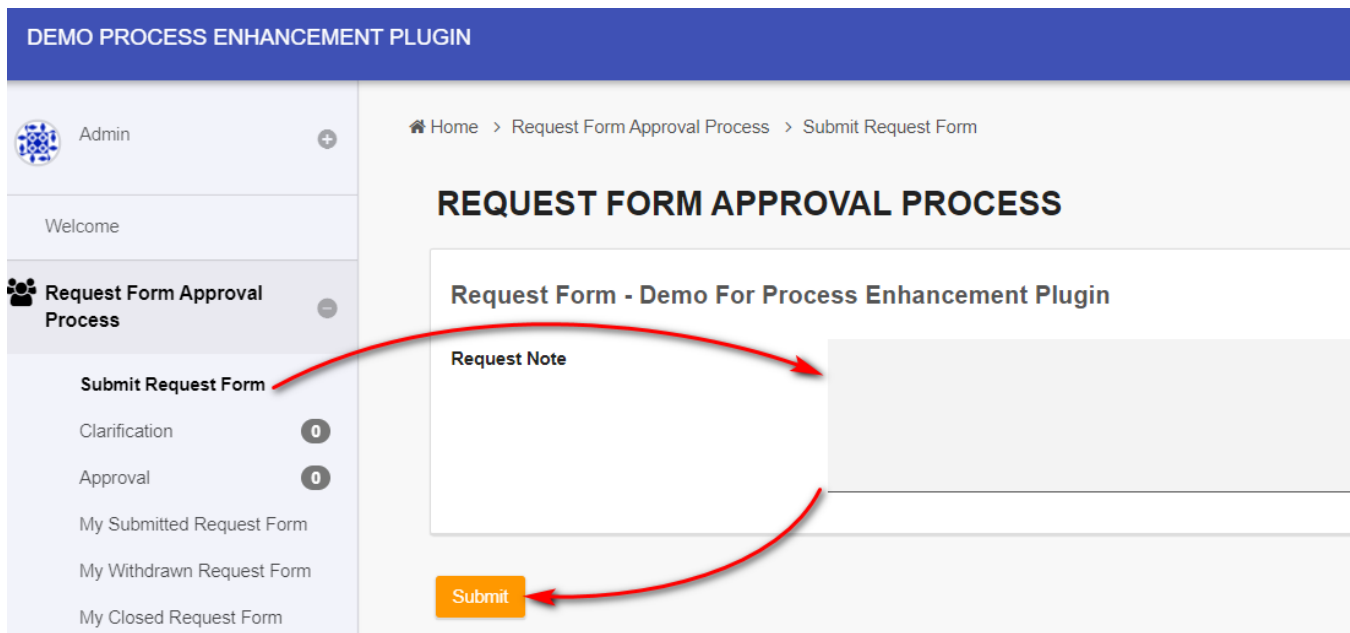 DEMO PROCESS ENHANCEMENT PLUGIN
Admin
Home > Request Form Approval Process > Submit Request Form
REQUEST FORM APPROVAL PROCESS
Welcome
Request Form Approval
Process
Request Form - Demo For Process Enhancement Plugin
Request Note
Submit Request Form
Clarification 0
Approval 0
My Submitted Request Form
My Withdrawn Request Form
My Closed Request Form
Submit